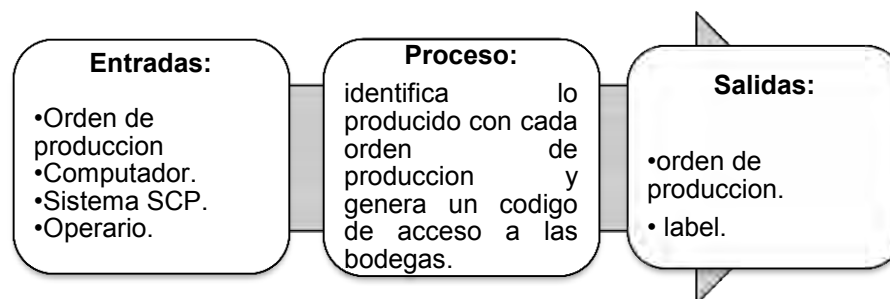 Entradas:
•Orden de
produccion
•Computador.
•Sistema SCP.
•Operario.
Proceso:
identifica lo
producido con cada
orden de
produccion y
genera un codigo
de acceso a las
bodegas.
Salidas:
•orden de
produccion.
• label.